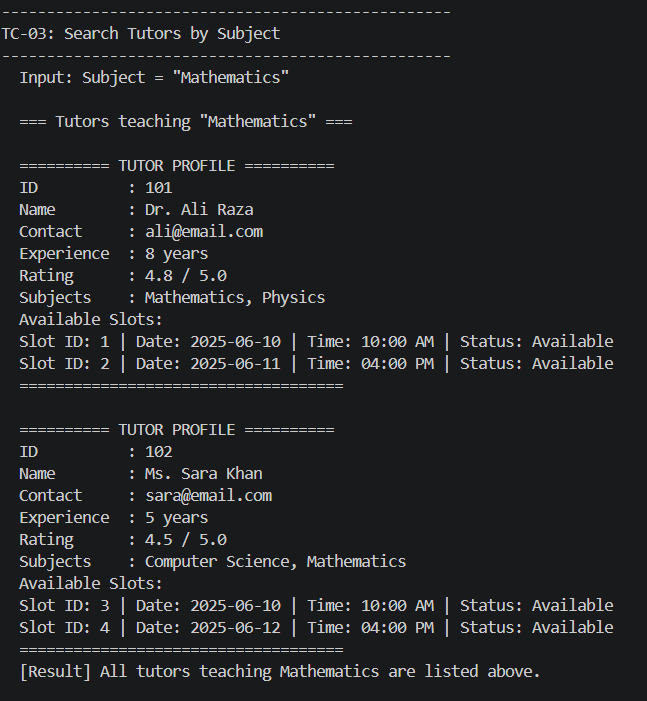 --------------------------------------------------
TC-03: Search Tutors by Subject
--------------------------------------------------
Input: Subject = "Mathematics"
=== Tutors teaching "Mathematics" ===
========== TUTOR PROFILE ==========
ID          : 101
Name        : Dr. Ali Raza
Contact     : ali@email.com
Experience  : 8 years
Rating      : 4.8 / 5.0
Subjects    : Mathematics, Physics
Available Slots:
Slot ID: 1 | Date: 2025-06-10 | Time: 10:00 AM | Status: Available
Slot ID: 2 | Date: 2025-06-11 | Time: 04:00 PM | Status: Available
====================================
========== TUTOR PROFILE ==========
ID          : 102
Name        : Ms. Sara Khan
Contact     : sara@email.com
Experience  : 5 years
Rating      : 4.5 / 5.0
Subjects    : Computer Science, Mathematics
Available Slots:
Slot ID: 3 | Date: 2025-06-10 | Time: 10:00 AM | Status: Available
Slot ID: 4 | Date: 2025-06-12 | Time: 04:00 PM | Status: Available
====================================
[Result] All tutors teaching Mathematics are listed above.